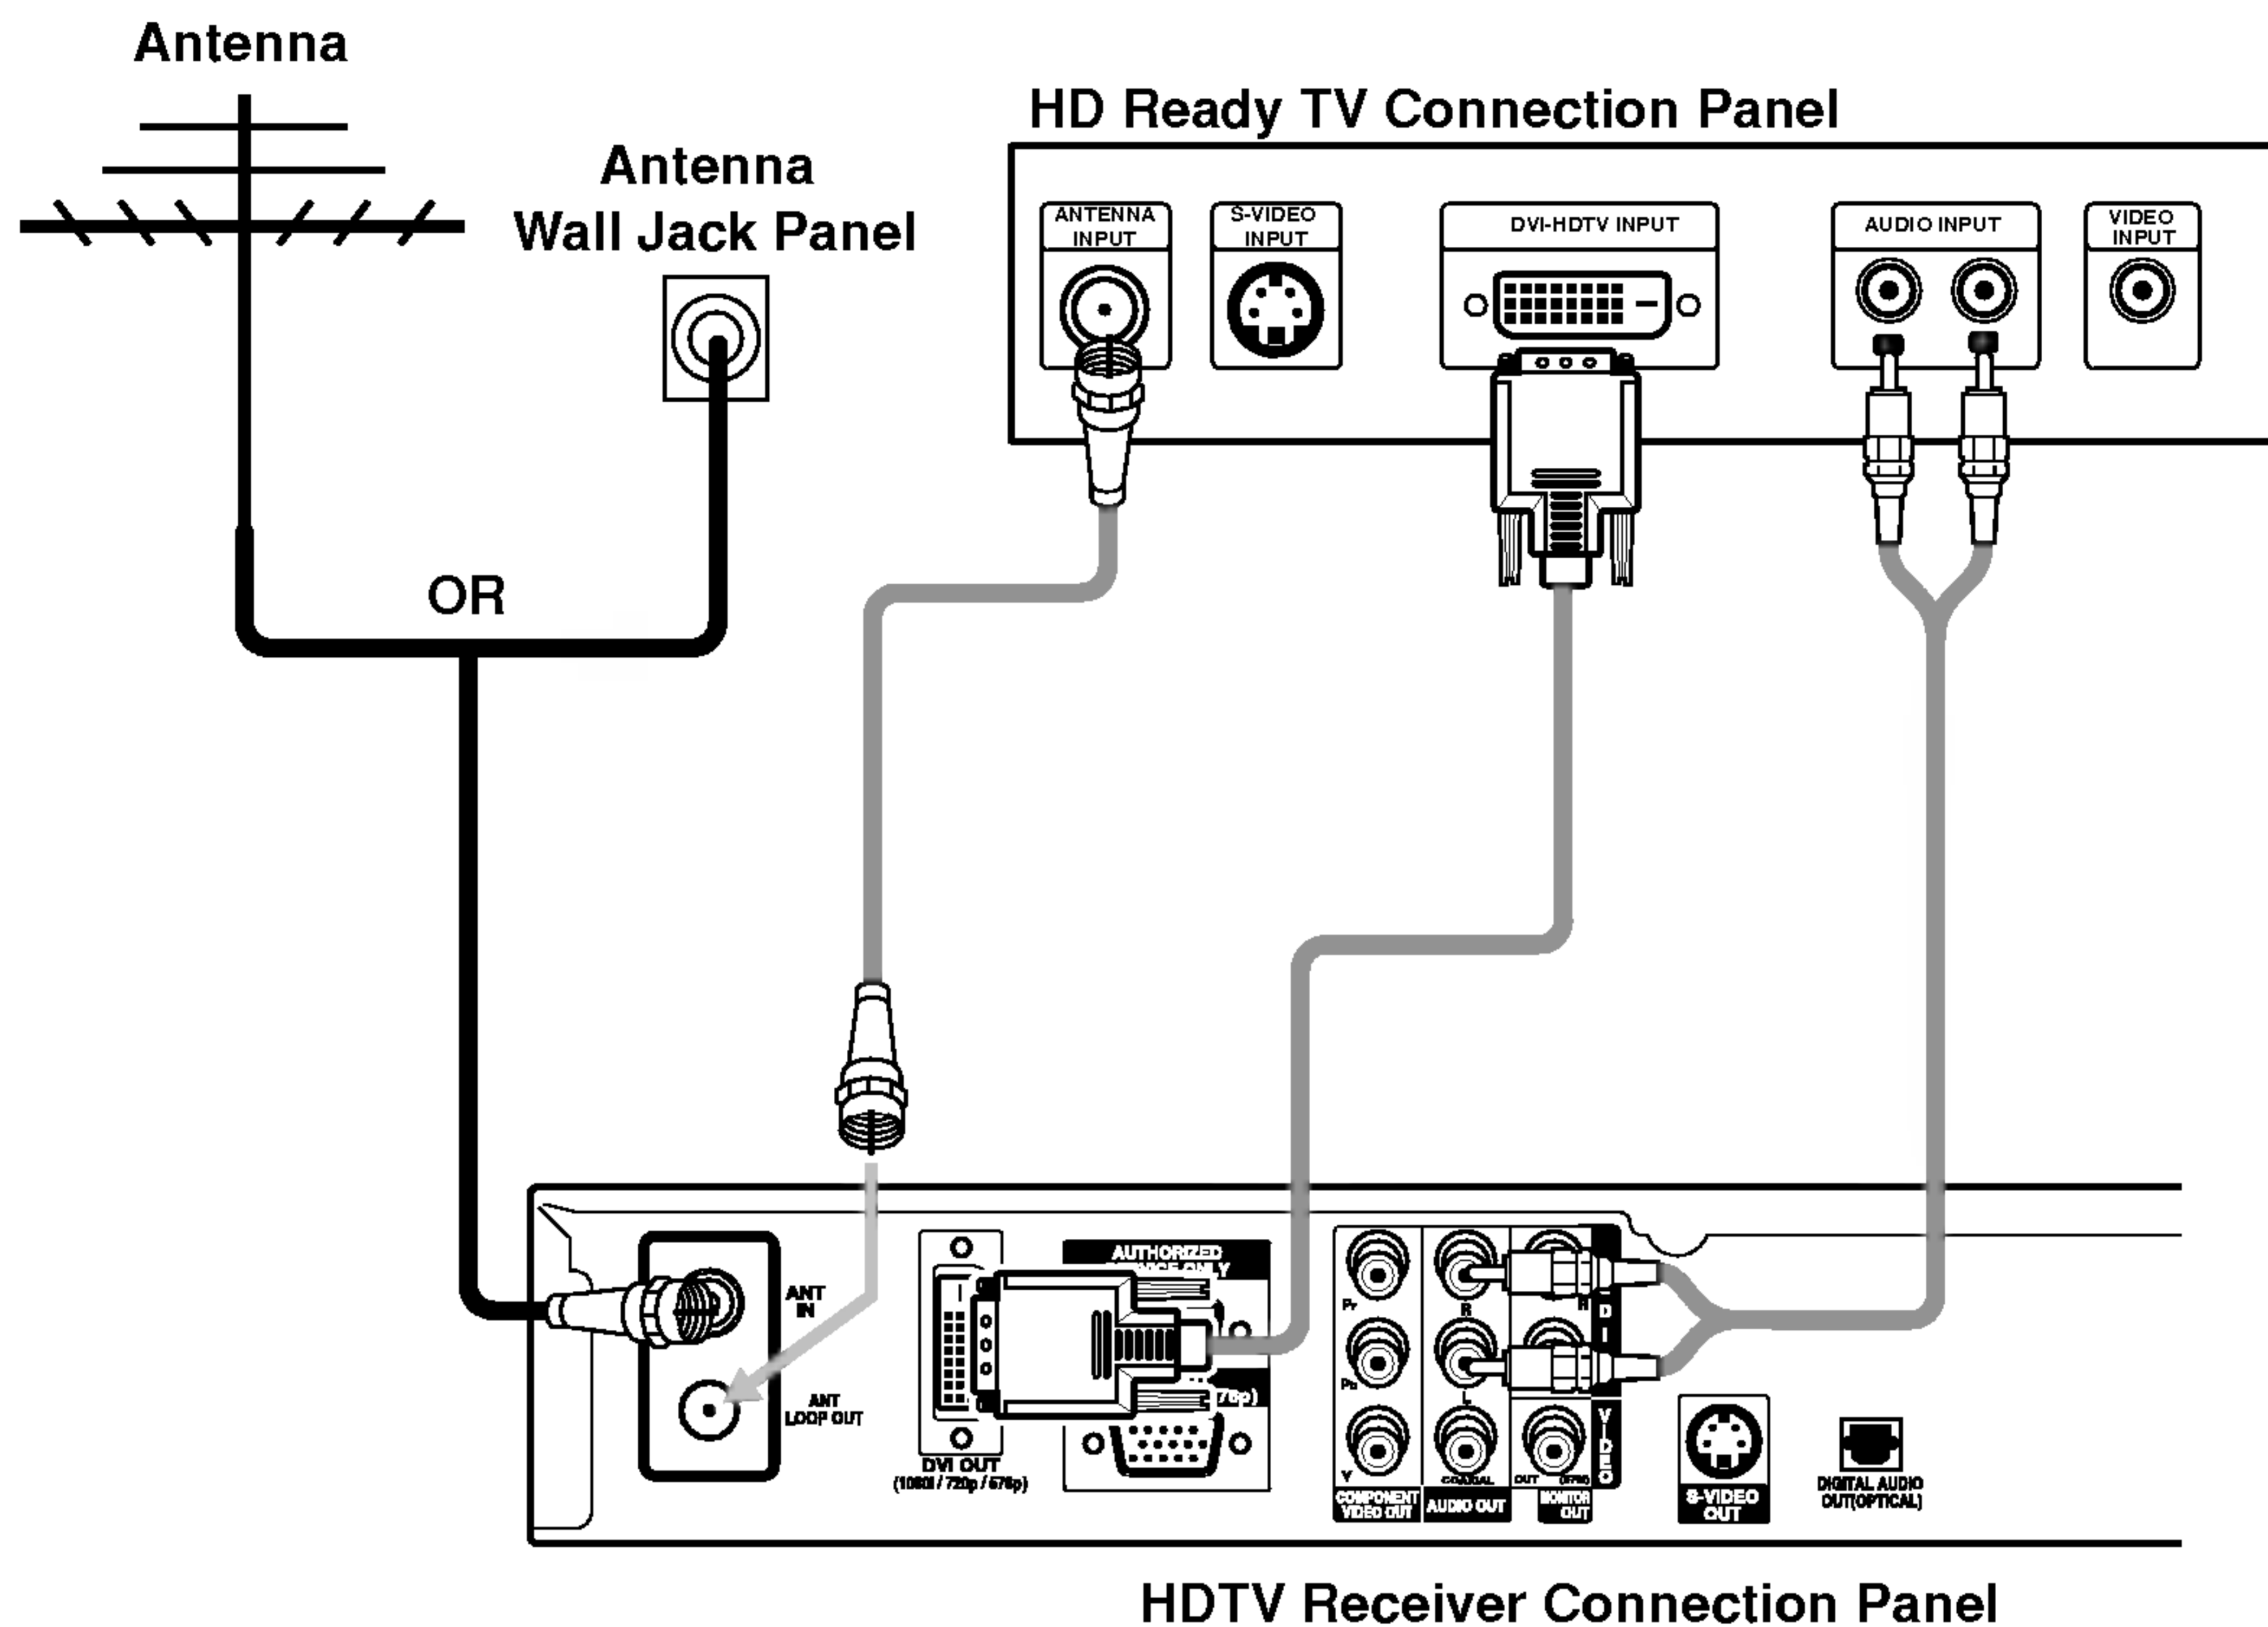 Antenna
HD Ready TV Connection Panel
Antenna
Wall Jack Panel
ANTENNA
INPUT
S-VIDEO
INPUT
DVI-HDTV INPUT
AUDIO INPUT
VIDEO
INPUT
OR
AUTHORIZED
ONLY
ANT
IN
ANT
LOOP OUT
Pr
R
R
D
I
Pb
L
76p)
Y
COAXIAL
OUT
VIDEO
DVI OUT
(1080i / 720p / 576p)
COMPONENT
VIDEO OUT
AUDIO OUT
MONITOR
OUT
S-VIDEO
OUT
DIGITAL AUDIO
OUT(OPTICAL)
HDTV Receiver Connection Panel